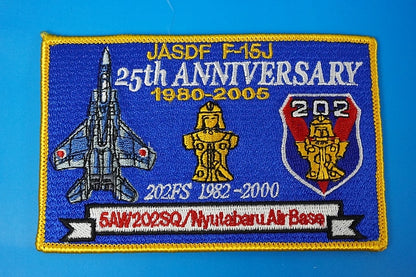 JASDF F-15J
25th ANNIVERSARY
1980-2005
202
202FS 1982-2000
5AW202SQ/Nyutabaru Air Base